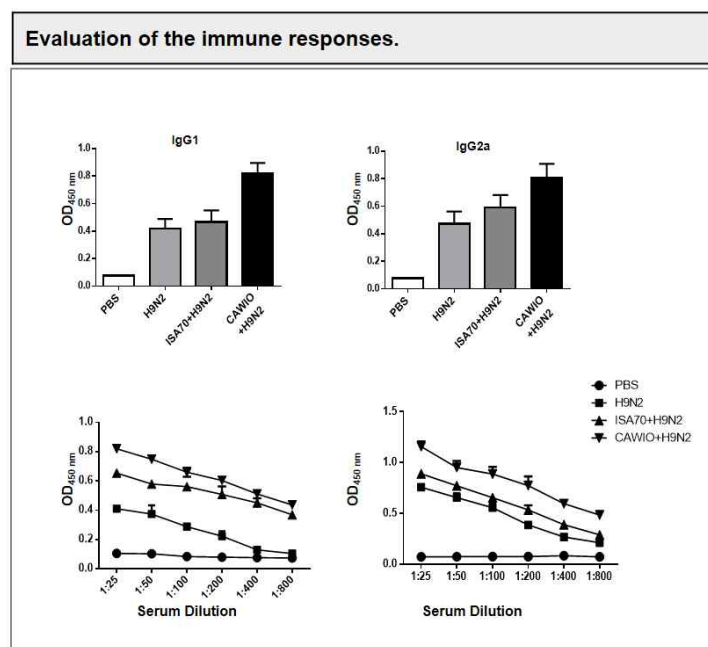 Evaluation of the immune responses.
IgG1
OD450 nm
1.0
0.8
0.6
0.4
0.2
0.0
PBS
H9N2
ISA70+H9N2
CAWIO
+H9N2
IgG2a
OD450 nm
1.0
0.8
0.6
0.4
0.2
0.0
PBS
H9N2
ISA70+H9N2
CAWIO
+H9N2
OD450 nm
1.0
0.8
0.6
0.4
0.2
0.0
1:25
1:50
1:100
1:200
1:400
1:800
Serum Dilution
OD450 nm
1.5
1.0
0.5
0.0
1:25
1:50
1:100
1:200
1:400
1:800
Serum Dilution
PBS
H9N2
ISA70+H9N2
CAWIO+H9N2